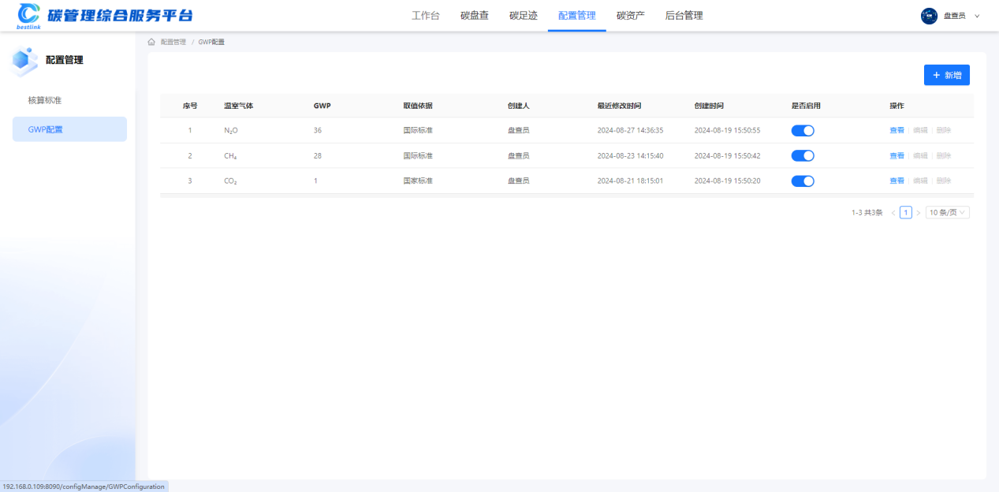 bestlink 碳管理综合服务平台 工作台 碳盘查 碳足迹 配置管理 碳资产 后台管理 盘查员
配置管理 / GWP配置
配置管理
核算标准
GWP配置
+ 新增
序号 温室气体 GWP 取值依据 创建人 最近修改时间 创建时间 是否启用 操作
1 N₂O 36 国际标准 盘查员 2024-08-27 14:36:35 2024-08-19 15:50:55 查看 编辑 删除
2 CH₄ 28 国际标准 盘查员 2024-08-23 14:15:40 2024-08-19 15:50:42 查看 编辑 删除
3 CO₂ 1 国家标准 盘查员 2024-08-21 18:15:01 2024-08-19 15:50:20 查看 编辑 删除
1-3 共3条 < 1 > 10 条/页
192.168.0.109:8090/configManage/GWPConfiguration